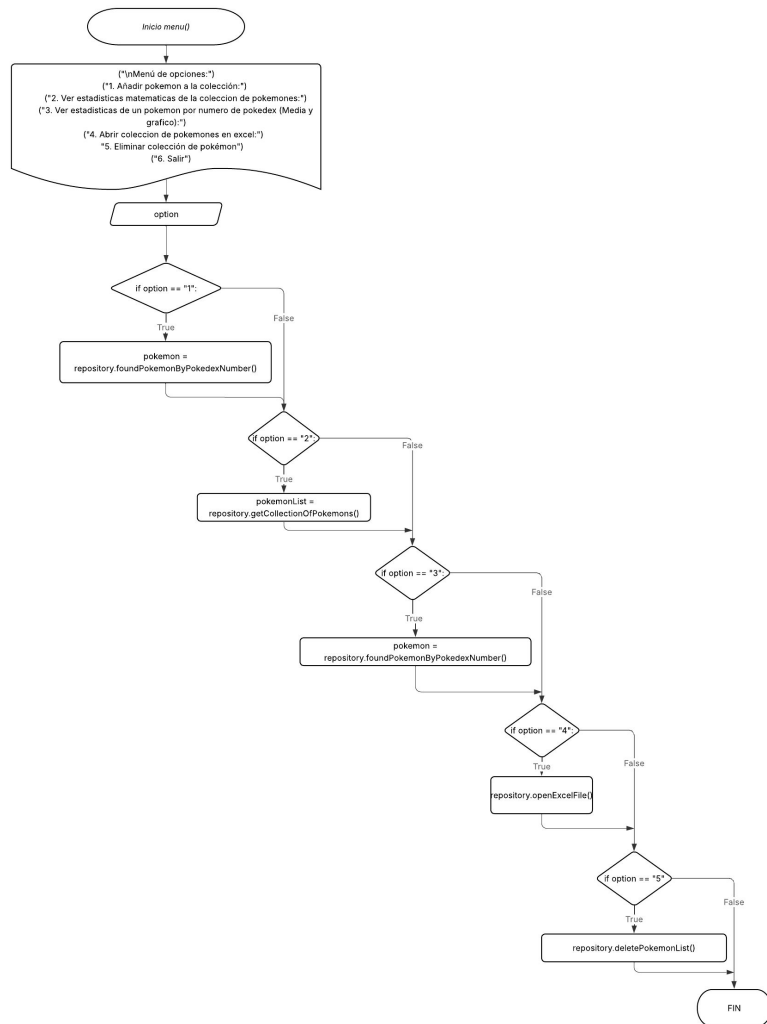 Inicio menu()
("\nMenú de opciones:")
("1. Añadir pokemon a la colección:")
("2. Ver estadisticas matematicas de la coleccion de pokemones:")
("3. Ver estadisticas de un pokemon por numero de pokedex (Media y
grafico):")
("4. Abrir coleccion de pokemones en excel:")
"5. Eliminar colección de pokémon")
("6. Salir")
option
if option == "1":
False
True
pokemon =
repository.foundPokemonByPokedexNumber()
if option == "2":
False
True
pokemonList =
repository.getCollectionOfPokemons()
if option == "3":
False
True
pokemon =
repository.foundPokemonByPokedexNumber()
if option == "4":
False
True
repository.openExcelFile()
if option == "5"
False
True
repository.deletePokemonList()
FIN